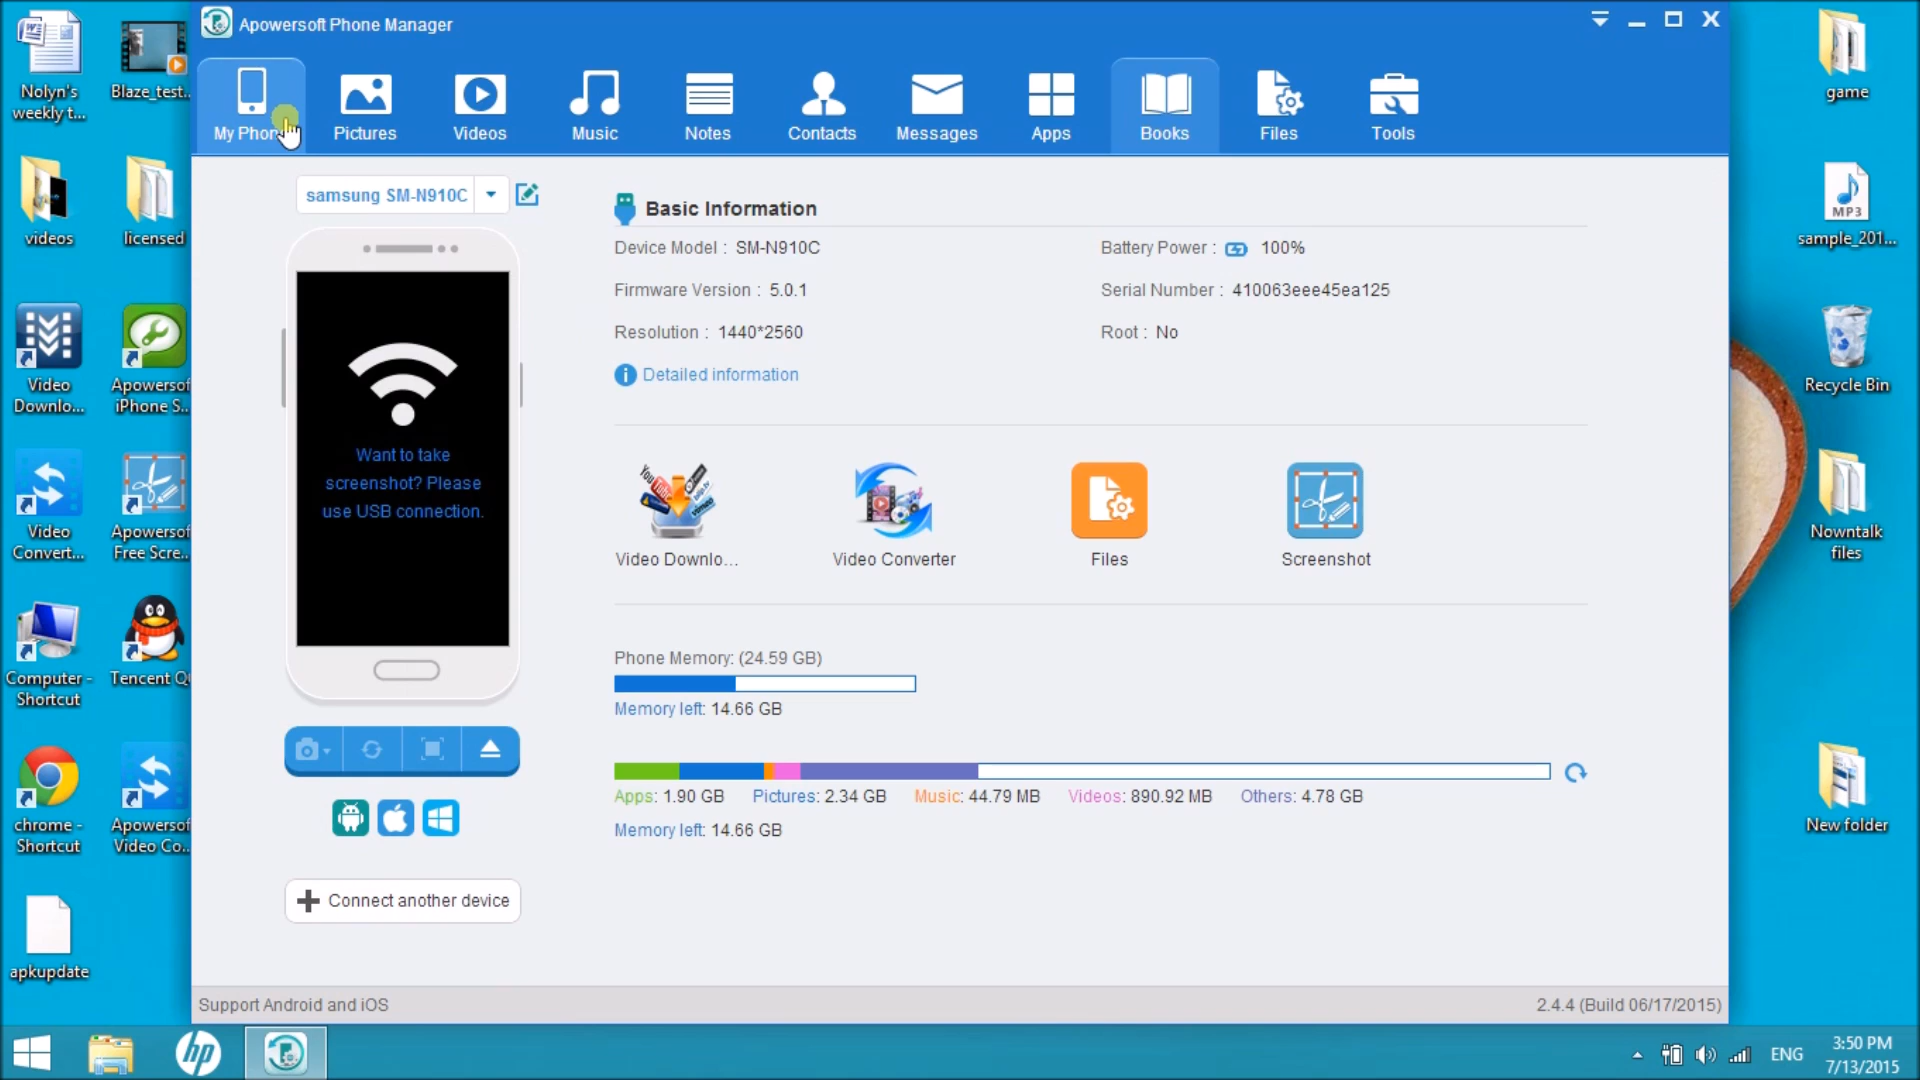 Apowersoft Phone Manager
My Phon
Pictures
Videos
Music
Notes
Contacts
Messages
Apps
Books
Files
Tools
samsung SM-N910C
Want to take
screenshot? Please
use USB connection.
Connect another device
Basic Information
Device Model : SM-N910C
Battery Power : 100%
Firmware Version : 5.0.1
Serial Number : 410063eee45ea125
Resolution : 1440*2560
Root : No
Detailed information
Video Downlo...
Video Converter
Files
Screenshot
Phone Memory: (24.59 GB)
Memory left: 14.66 GB
Apps: 1.90 GB Pictures: 2.34 GB Music: 44.79 MB Videos: 890.92 MB Others: 4.78 GB
Memory left: 14.66 GB
Support Android and iOS
2.4.4 (Build 06/17/2015)
Nolyn's
weekly t...
Blaze_test...
videos
licensed
Video
Downlo...
Apowersof
iPhone S...
Video
Convert...
Apowersof
Free Scre...
Computer -
Shortcut
Tencent Q
chrome -
Shortcut
Apowersof
Video Co...
apkupdate
game
MP3
sample_201...
Recycle Bin
Nowntalk
files
New folder
hp
ENG
3:50 PM
7/13/2015